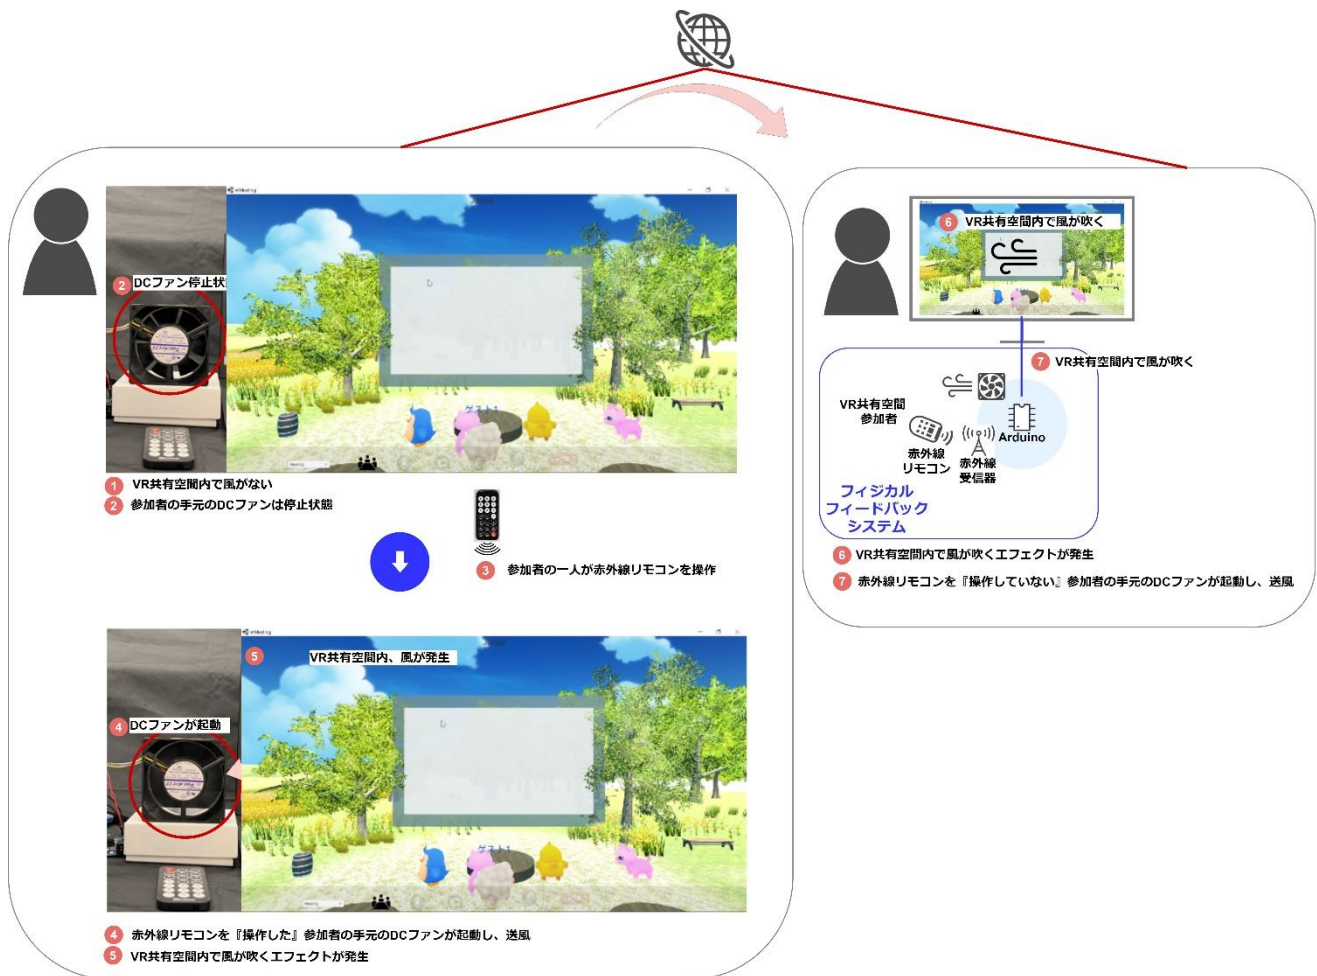 ② DCファン停止状
ゲスト1
Meeting
① VR共有空間内で風がない
② 参加者の手元のDCファンは停止状態
③ 参加者の一人が赤外線リモコンを操作
⑤ VR共有空間内、風が発生
④ DCファンが起動
ゲスト1
Meeting
④ 赤外線リモコンを『操作した』参加者の手元のDCファンが起動し、送風
⑤ VR共有空間内で風が吹くエフェクトが発生
⑥ VR共有空間内で風が吹く
⑦ VR共有空間内で風が吹く
VR共有空間
参加者
Arduino
赤外線
リモコン
赤外線
受信器
フィジカル
フィードバック
システム
⑥ VR共有空間内で風が吹くエフェクトが発生
⑦ 赤外線リモコンを『操作していない』参加者の手元のDCファンが起動し、送風